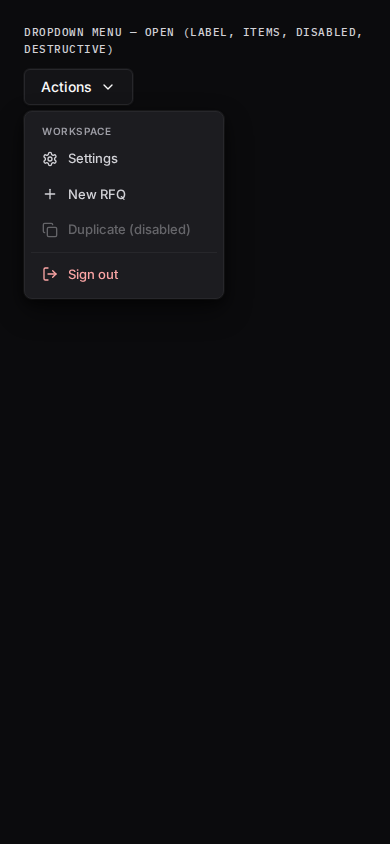 DROPDOWN MENU — OPEN (LABEL, ITEMS, DISABLED,
DESTRUCTIVE)
Actions
WORKSPACE
Settings
New RFQ
Duplicate (disabled)
Sign out